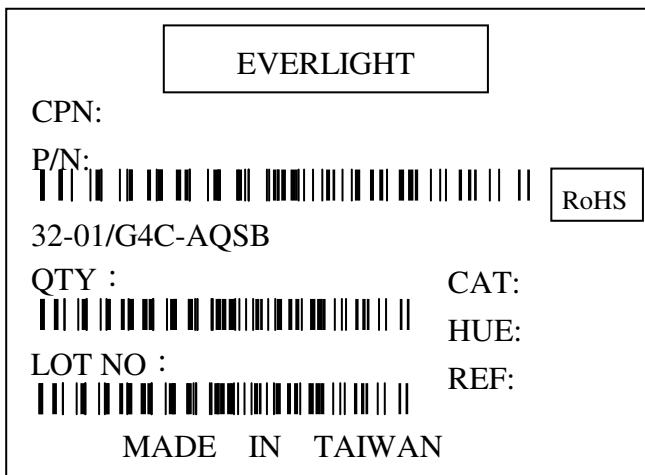 EVERLIGHT
CPN:
P/N:
RoHS
32-01/G4C-AQSB
QTY：
CAT:
HUE:
LOT NO：
REF:
MADE IN TAIWAN